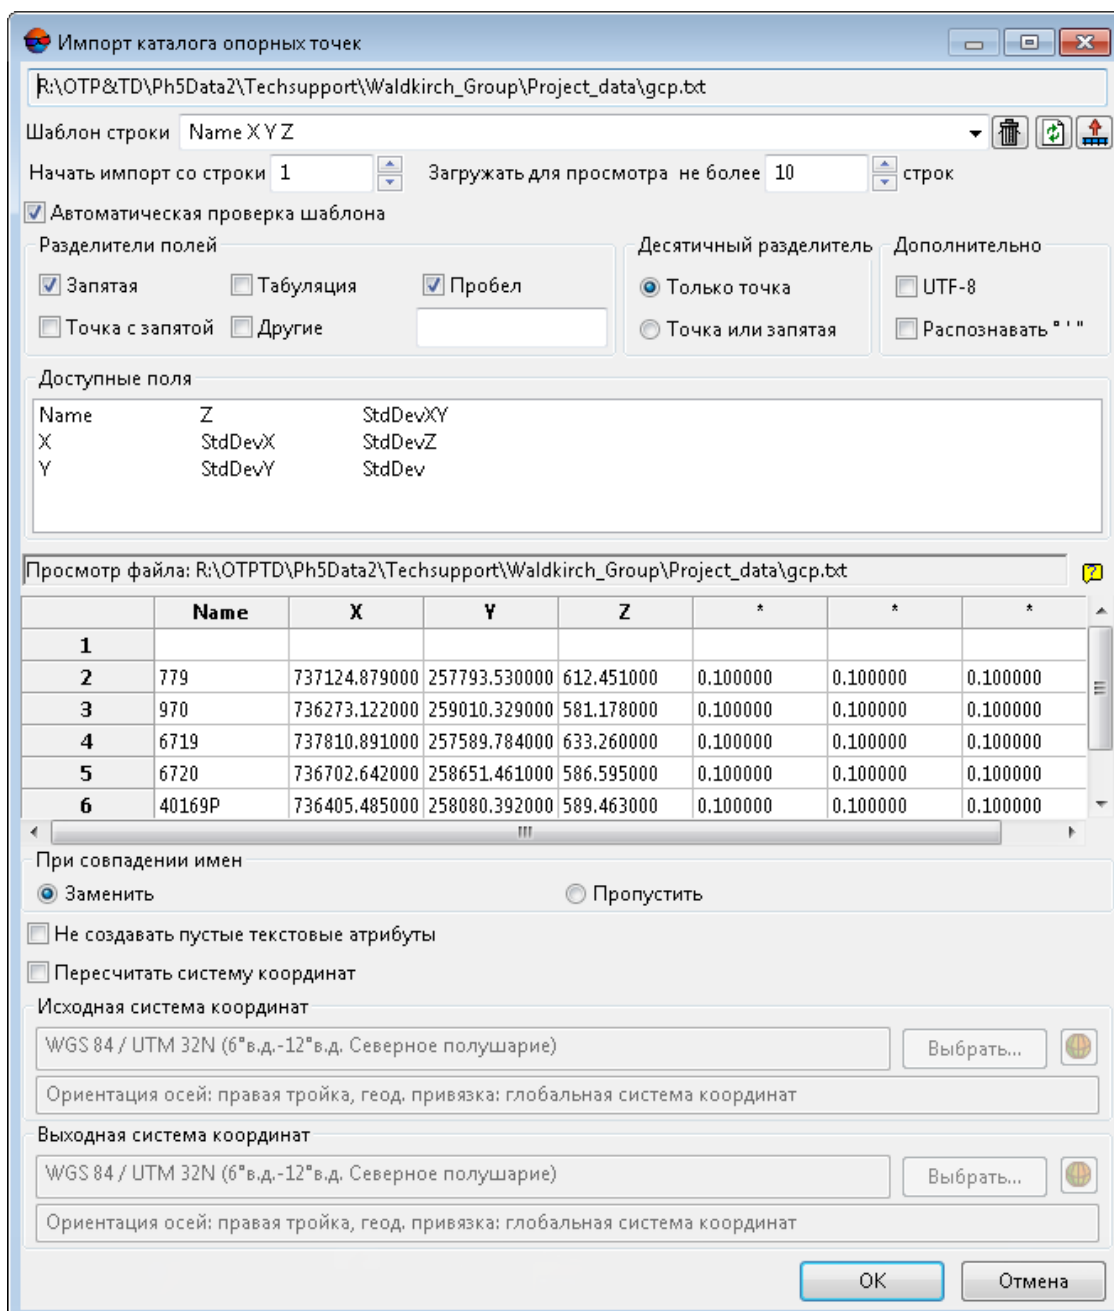 Импорт каталога опорных точек
R:\OTP&TD\Ph5Data2\Techsupport\Waldkirch_Group\Project_data\gcp.txt
Шаблон строки Name X Y Z
Начать импорт со строки 1 Загружать для просмотра не более 10 строк
Автоматическая проверка шаблона
Разделители полей Десятичный разделитель Дополнительно
Запятая Табуляция Пробел Только точка UTF-8
Точка с запятой Другие Точка или запятая Распознавать ° ' "
Доступные поля
Name Z StdDevXY
X StdDevX StdDevZ
Y StdDevY StdDev
Просмотр файла: R:\OTPTD\Ph5Data2\Techsupport\Waldkirch_Group\Project_data\gcp.txt ?
Name X Y Z * * *
1
2 779 737124.879000 257793.530000 612.451000 0.100000 0.100000 0.100000
3 970 736273.122000 259010.329000 581.178000 0.100000 0.100000 0.100000
4 6719 737810.891000 257589.784000 633.260000 0.100000 0.100000 0.100000
5 6720 736702.642000 258651.461000 586.595000 0.100000 0.100000 0.100000
6 40169P 736405.485000 258080.392000 589.463000 0.100000 0.100000 0.100000
При совпадении имен
Заменить Пропустить
Не создавать пустые текстовые атрибуты
Пересчитать систему координат
Исходная система координат
WGS 84 / UTM 32N (6°в.д.-12°в.д. Северное полушарие) Выбрать...
Ориентация осей: правая тройка, геод. привязка: глобальная система координат
Выходная система координат
WGS 84 / UTM 32N (6°в.д.-12°в.д. Северное полушарие) Выбрать...
Ориентация осей: правая тройка, геод. привязка: глобальная система координат
OK Отмена